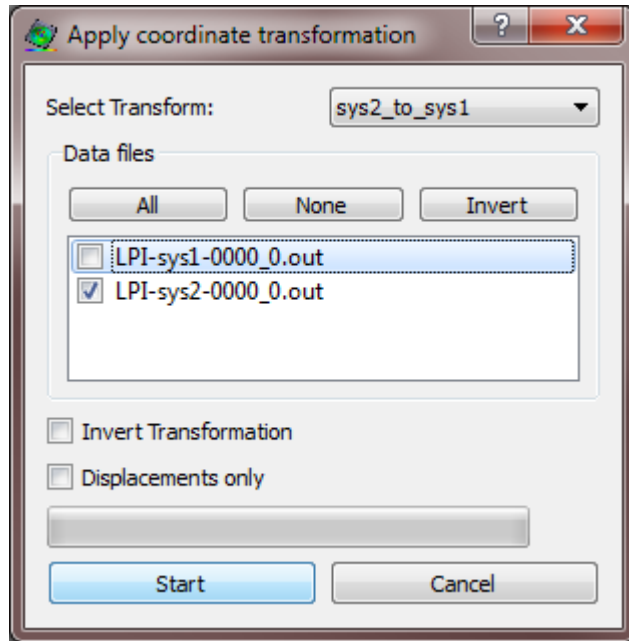 Apply coordinate transformation
Select Transform: sys2_to_sys1
Data files
All None Invert
LPI-sys1-0000_0.out
LPI-sys2-0000_0.out
Invert Transformation
Displacements only
Start Cancel